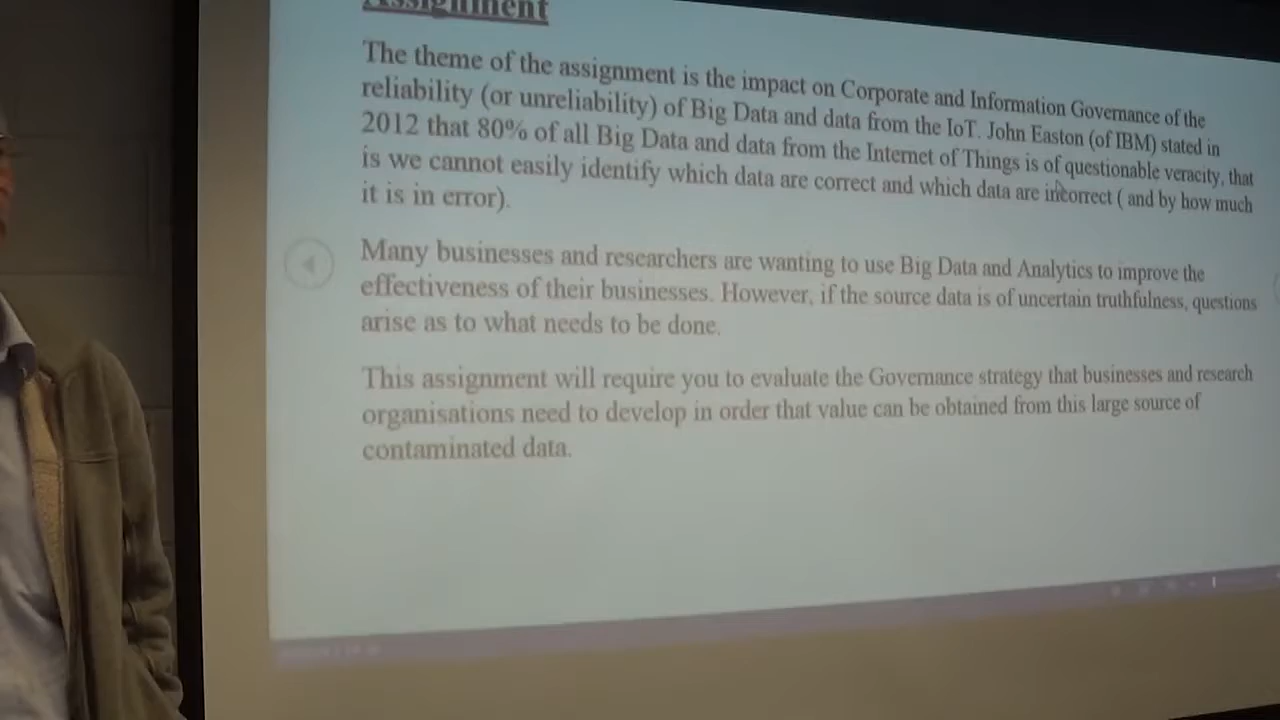 Assignment
The theme of the assignment is the impact on Corporate and Information Governance of the
reliability (or unreliability) of Big Data and data from the IoT. John Easton (of IBM) stated in
2012 that 80% of all Big Data and data from the Internet of Things is of questionable veracity, that
is we cannot easily identify which data are correct and which data are incorrect ( and by how much
it is in error).
Many businesses and researchers are wanting to use Big Data and Analytics to improve the
effectiveness of their businesses. However, if the source data is of uncertain truthfulness, questions
arise as to what needs to be done.
This assignment will require you to evaluate the Governance strategy that businesses and research
organisations need to develop in order that value can be obtained from this large source of
contaminated data.